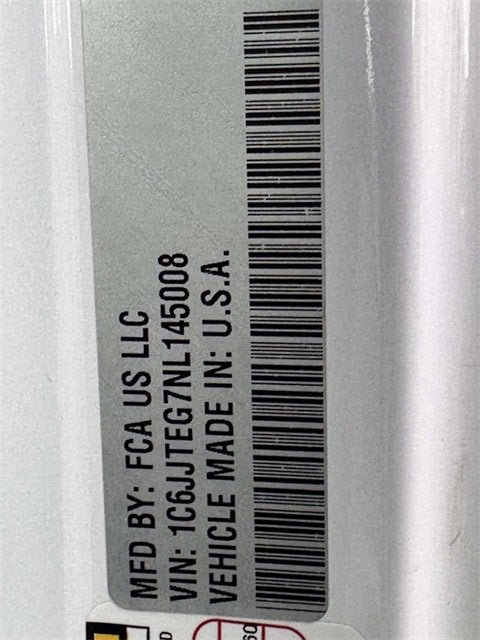 MFD BY: FCA US LLC
VIN: 1C6JJTEG7NL145008
VEHICLE MADE IN: U.S.A.